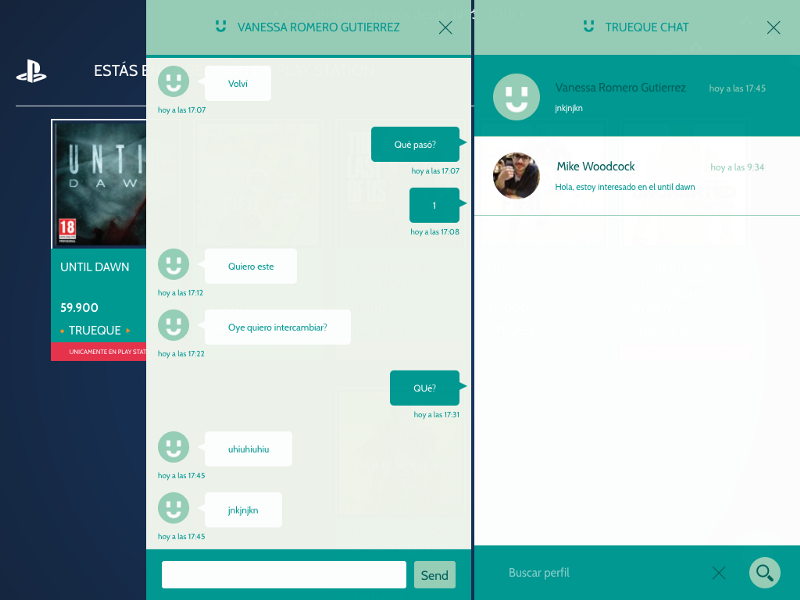 ESTÁS E
UNTIL
DAWN
18
UNTIL DAWN
59.900
TRUEQUE
UNICAMENTE EN PLAY STAT
VANESSA ROMERO GUTIERREZ
Volví
hoy a las 17:07
Qué pasó?
hoy a las 17:07
1
hoy a las 17:08
Quiero este
hoy a las 17:12
Oye quiero intercambiar?
hoy a las 17:22
QUé?
hoy a las 17:31
uhiuhiuhiu
hoy a las 17:45
jnkjnjkn
hoy a las 17:45
Send
TRUEQUE CHAT
Vanessa Romero Gutierrez hoy a las 17:45
jnkjnjkn
Mike Woodcock hoy a las 9:34
Hola, estoy interesado en el until dawn
Buscar perfil